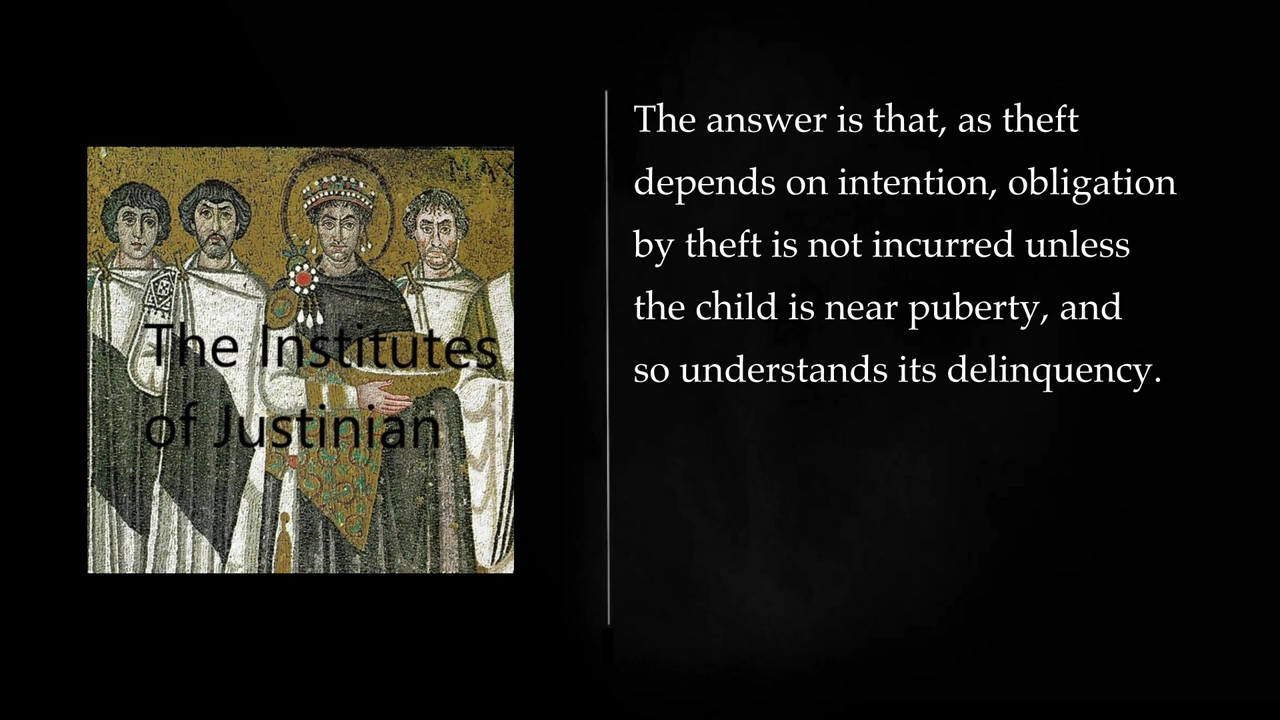 MAX
The Institutes
of Justinian
The answer is that, as theft
depends on intention, obligation
by theft is not incurred unless
the child is near puberty, and
so understands its delinquency.